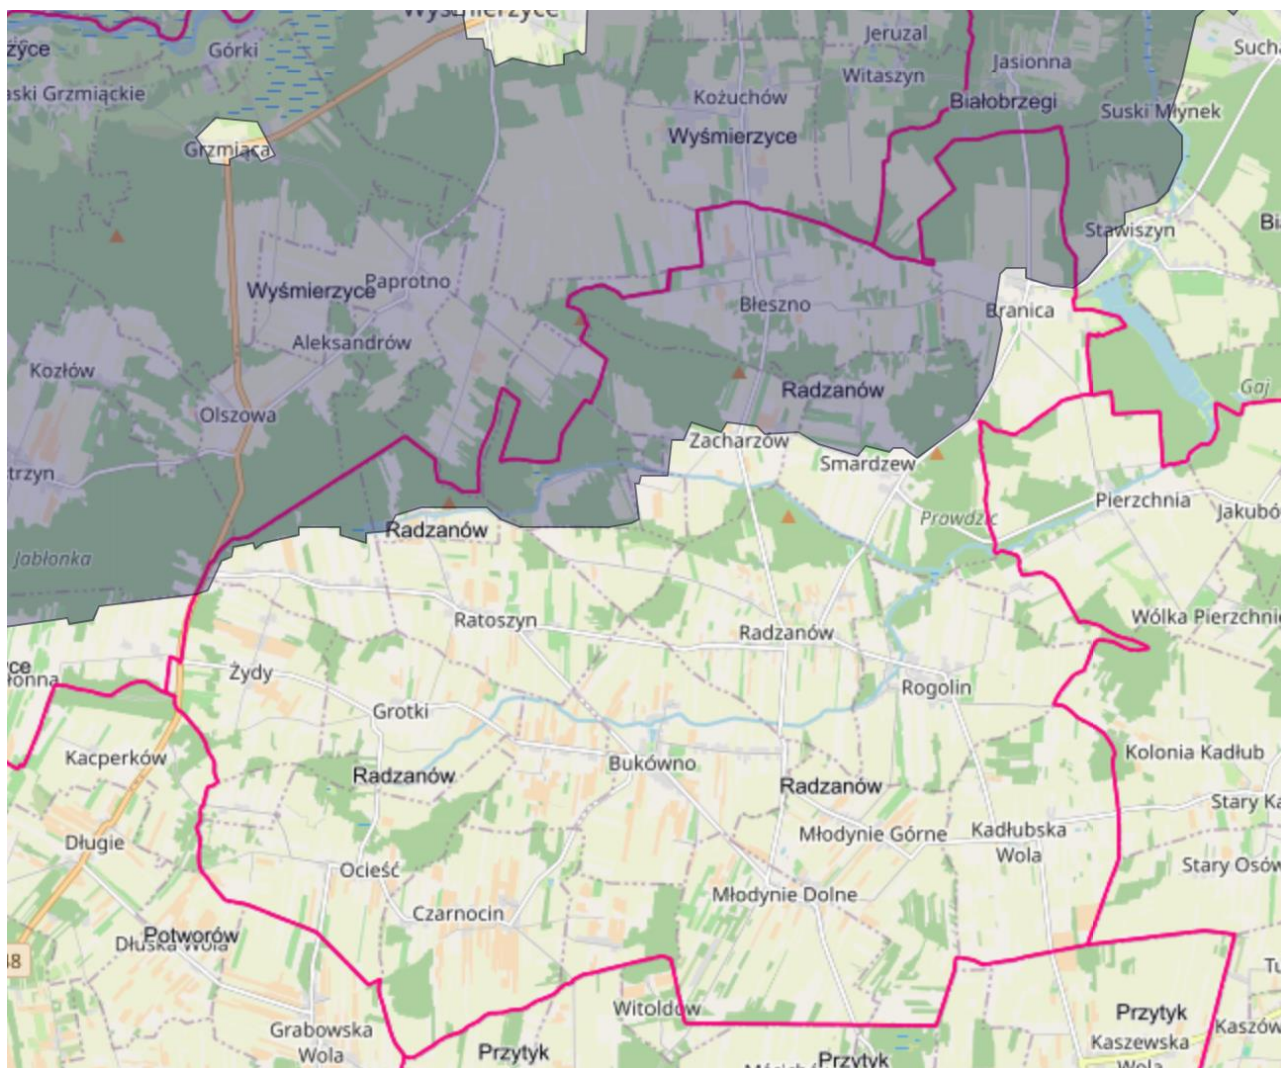 Wyśmierzyce
Górki
Jeruzal
Jasionna
Witaszyn
Kożuchów
Białobrzegi
Suski Młynek
Wyśmierzyce
Grzmiąca
Stawiszyn
Paprotno
Wyśmierzyce
Błeszno
Branica
Aleksandrów
Kozłów
Radzanów
Gaj
Olszowa
Zacharzów
Smardzew
Pierzchnia
Prowdzic
Radzanów
Jabłonka
Ratoszyn
Radzanów
Żydy
Rogolin
Grotki
Kacperków
Bukówno
Kolonia Kadłub
Radzanów
Radzanów
Młodynie Górne
Kadłubska
Wola
Długie
Ocieść
Młodynie Dolne
Czarnocin
Potworów
Dłuska Wola
Witoldów
Przytyk
Grabowska
Wola
Kaszewska
Wola
Przytyk
Przytyk